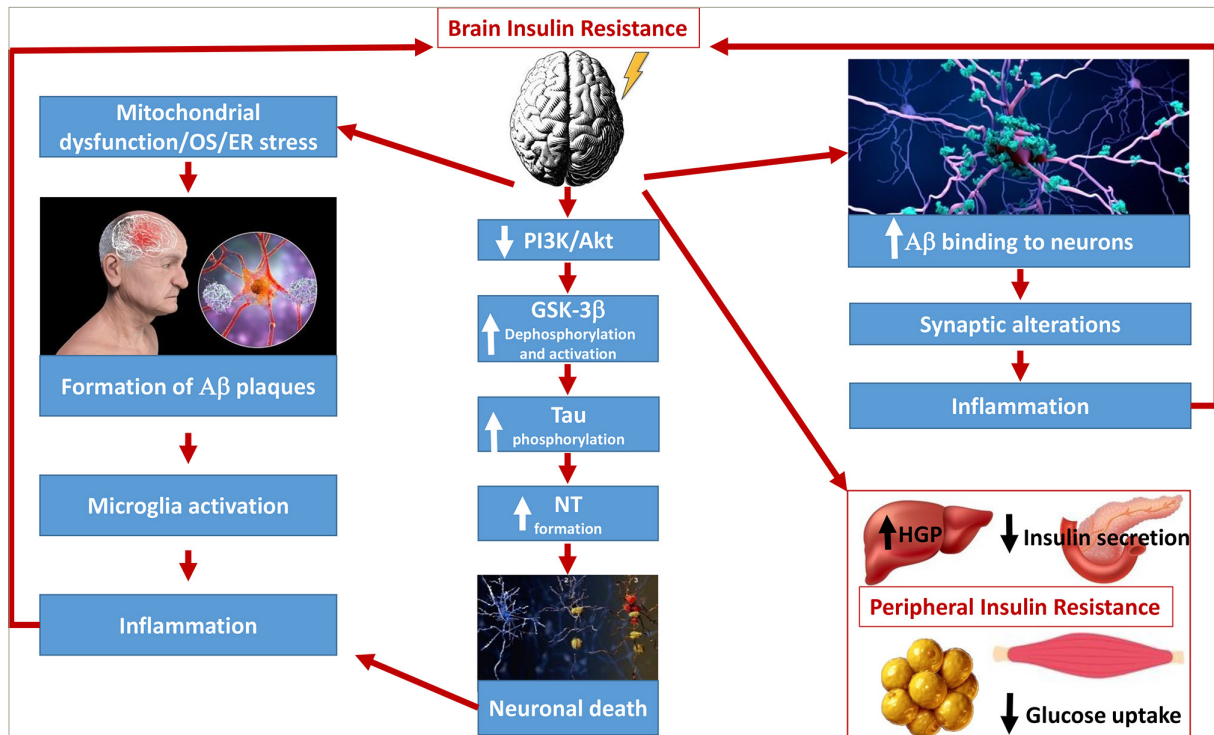 Brain Insulin Resistance
Mitochondrial
dysfunction/OS/ER stress
Formation of Aβ plaques
Microglia activation
Inflammation
PI3K/Akt
GSK-3β
Dephosphorylation
and activation
Tau
phosphorylation
NT
formation
Neuronal death
Aβ binding to neurons
Synaptic alterations
Inflammation
HGP
Insulin secretion
Peripheral Insulin Resistance
Glucose uptake